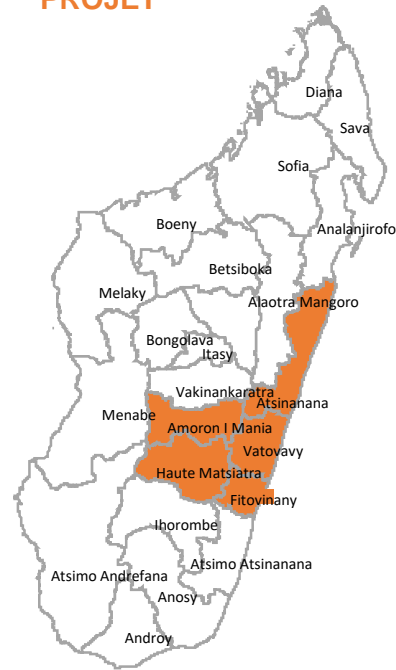 PROJET
Diana
Sava
Sofia
Analanjirofo
Boeny
Betsiboka
Melaky
Alaotra Mangoro
Bongolava
Itasy
Vakinankaratra
Atsinanana
Menabe
Amoron I Mania
Vatovavy
Haute Matsiatra
Fitovinany
Ihorombe
Atsimo Atsinanana
Atsimo Andrefana
Anosy
Androy